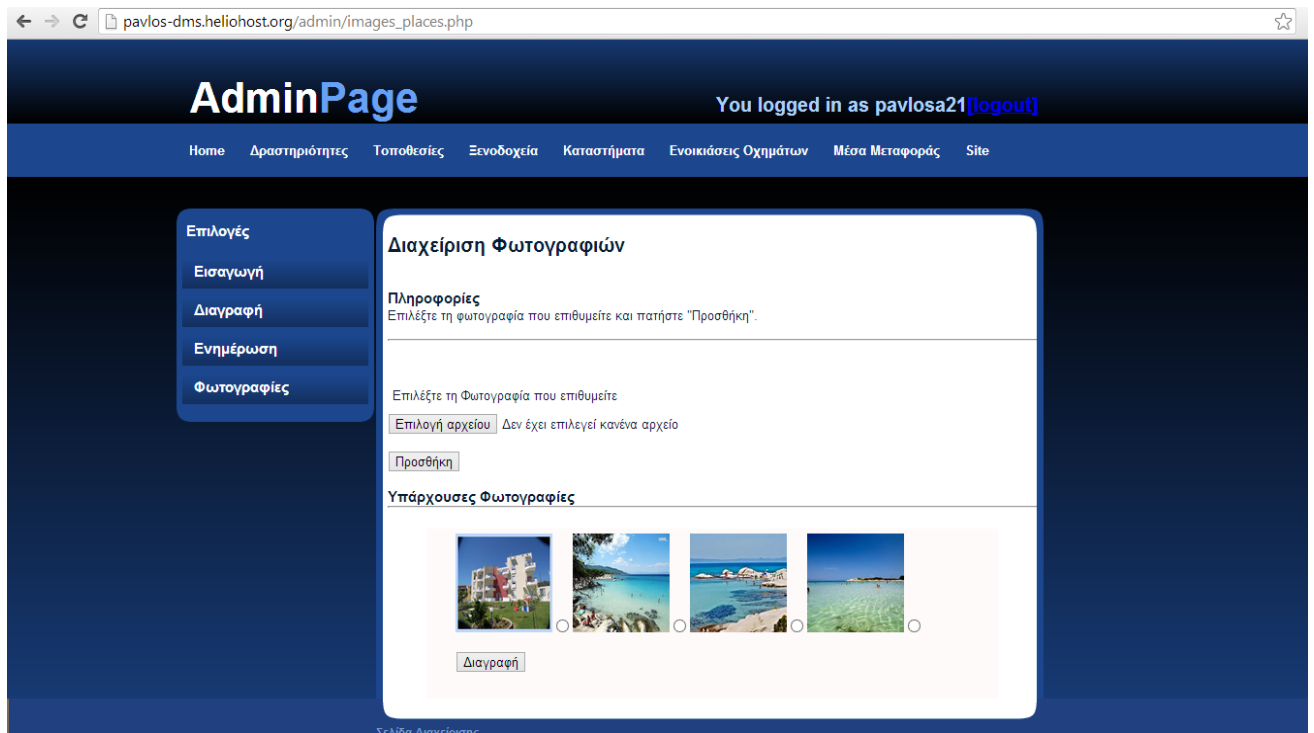 pavlos-dms.heliohost.org/admin/images_places.php
AdminPage
You logged in as pavlosa21[logout]
Home Δραστηριότητες Τοποθεσίες Ξενοδοχεία Καταστήματα Ενοικιάσεις Οχημάτων Μέσα Μεταφοράς Site
Επιλογές
Εισαγωγή
Διαγραφή
Ενημέρωση
Φωτογραφίες
Διαχείριση Φωτογραφιών
Πληροφορίες
Επιλέξτε τη φωτογραφία που επιθυμείτε και πατήστε "Προσθήκη".
Επιλέξτε τη Φωτογραφία που επιθυμείτε
Επιλογή αρχείου Δεν έχει επιλεγεί κανένα αρχείο
Προσθήκη
Υπάρχουσες Φωτογραφίες
Διαγραφή
Σελίδα Διαχείρισης